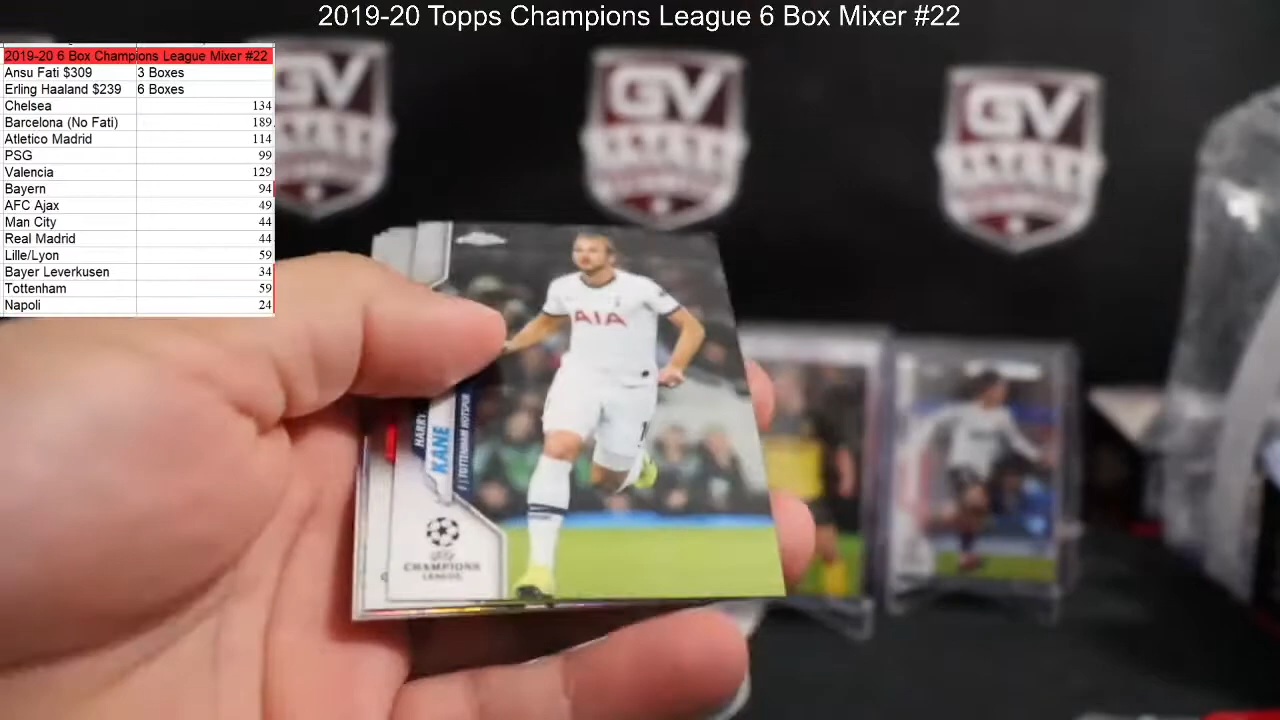 2019-20 Topps Champions League 6 Box Mixer #22
2019-20 6 Box Champions League Mixer #22
Ansu Fati $309 3 Boxes
Erling Haaland $239 6 Boxes
Chelsea 134
Barcelona (No Fati) 189
Atletico Madrid 114
PSG 99
Valencia 129
Bayern 94
AFC Ajax 49
Man City 44
Real Madrid 44
Lille/Lyon 59
Bayer Leverkusen 34
Tottenham 59
Napoli 24
GV
GV
GV
AIA
HARRY
KANE
F | TOTTENHAM HOTSPUR
CHAMPIONS
LEAGUE